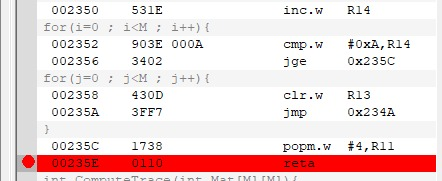 002350 531E inc.w R14
for(i=0 ; i<M ; i++){
002352 903E 000A cmp.w #0xA,R14
002356 3402 jge 0x235C
for(j=0 ; j<M ; j++){
002358 430D clr.w R13
00235A 3FF7 jmp 0x234A
}
00235C 1738 popm.w #4,R11
00235E 0110 reta
int ComputeTrace(int Mat[M][M]){